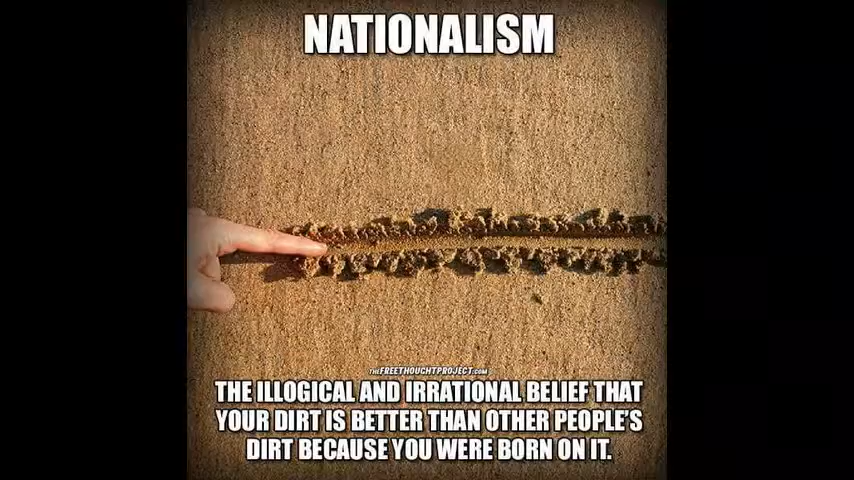 NATIONALISM
THEFREETHOUGHTPROJECT.COM
THE ILLOGICAL AND IRRATIONAL BELIEF THAT
YOUR DIRT IS BETTER THAN OTHER PEOPLE'S
DIRT BECAUSE YOU WERE BORN ON IT.